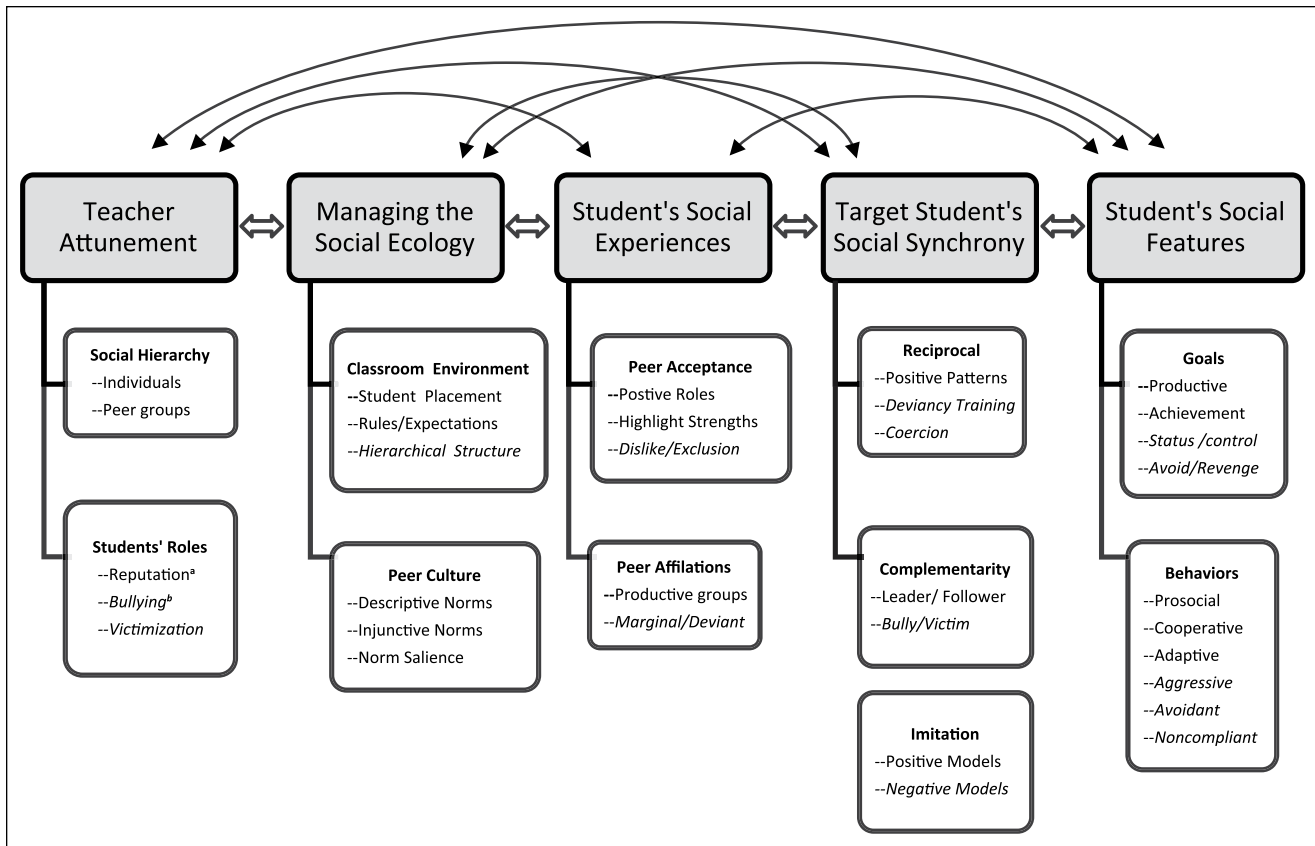 Teacher
Attunement
Managing the
Social Ecology
Student's Social
Experiences
Target Student's
Social Synchrony
Student's Social
Features
Social Hierarchy
--Individuals
--Peer groups
Students' Roles
--Reputationᵃ
--Bullyingᵇ
--Victimization
Classroom Environment
--Student Placement
--Rules/Expectations
--Hierarchical Structure
Peer Culture
--Descriptive Norms
--Injunctive Norms
--Norm Salience
Peer Acceptance
--Postive Roles
--Highlight Strengths
--Dislike/Exclusion
Peer Affilations
--Productive groups
--Marginal/Deviant
Reciprocal
--Positive Patterns
--Deviancy Training
--Coercion
Complementarity
--Leader/ Follower
--Bully/Victim
Imitation
--Positive Models
--Negative Models
Goals
--Productive
--Achievement
--Status /control
--Avoid/Revenge
Behaviors
--Prosocial
--Cooperative
--Adaptive
--Aggressive
--Avoidant
--Noncompliant